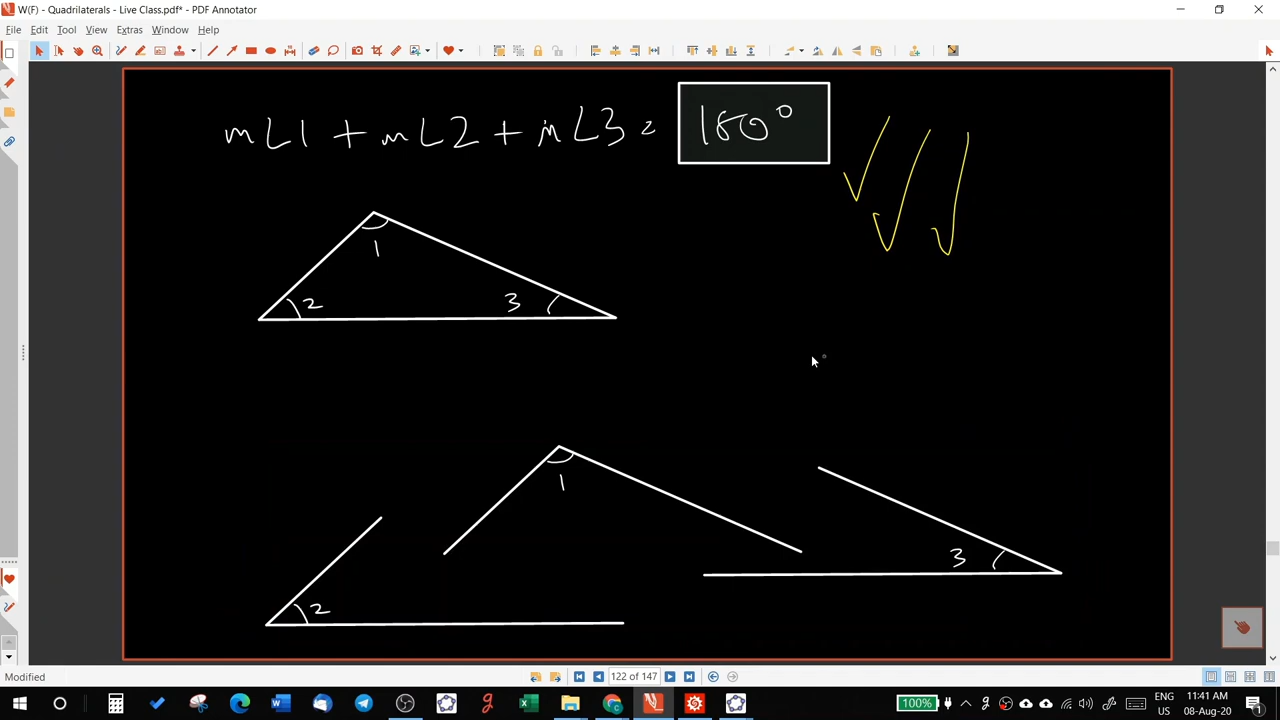 W(F) - Quadrilaterals - Live Class.pdf* - PDF Annotator
File Edit Tool View Extras Window Help
m∠1 + m∠2 + m∠3 = 180°
1
2
3
1
3
2
Modified
122 of 147
100%
ENG
US
11:41 AM
08-Aug-20
1